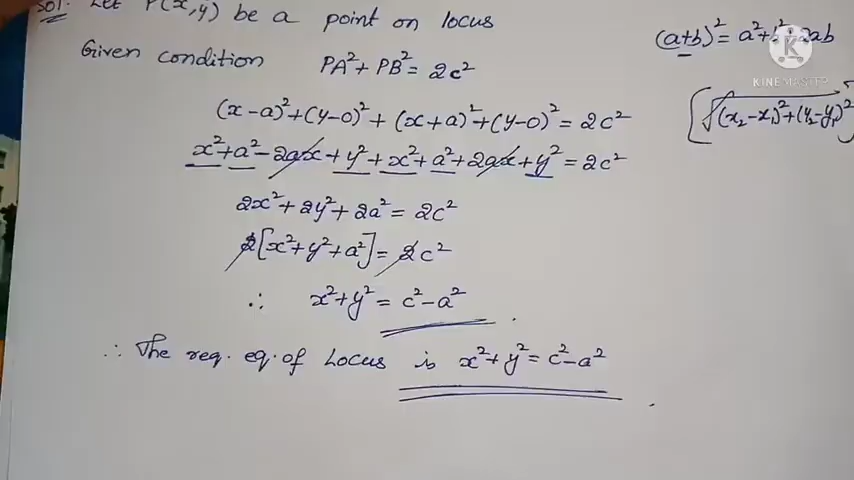 Sol: Let P(x,y) be a point on locus
Given condition PA²+PB²= 2c²
(x-a)²+(y-0)²+(x+a)²+(y-0)²=2c²
x²+a²-2ax+y²+x²+a²+2ax+y²=2c²
2x²+2y²+2a²=2c²
2[x²+y²+a²]=2c²
∴ x²+y²= c²-a²
∴ The req. eq. of Locus is x²+y²=c²-a²
(a+b)²= a²+b²+2ab
KINEMASTER
[√(x₂-x₁)²+(y₂-y₁)²